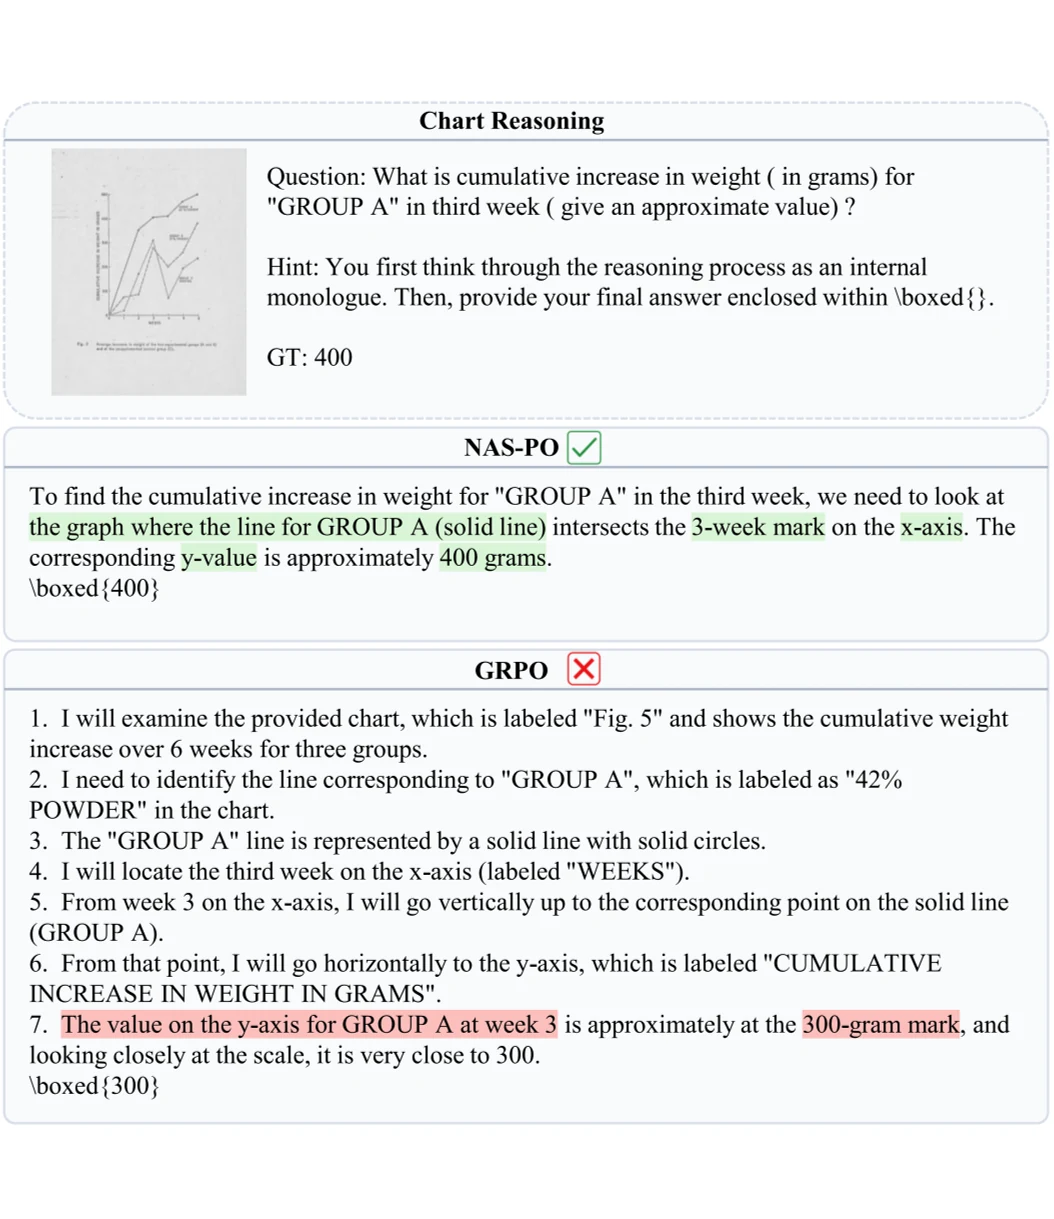 Chart Reasoning
Question: What is cumulative increase in weight ( in grams) for
"GROUP A" in third week ( give an approximate value) ?
Hint: You first think through the reasoning process as an internal
monologue. Then, provide your final answer enclosed within \boxed{}.
GT: 400
CUMULATIVE INCREASE IN WEIGHT IN GRAMS
WEEKS
NAS-PO
To find the cumulative increase in weight for "GROUP A" in the third week, we need to look at
the graph where the line for GROUP A (solid line) intersects the 3-week mark on the x-axis. The
corresponding y-value is approximately 400 grams.
\boxed{400}
GRPO
1. I will examine the provided chart, which is labeled "Fig. 5" and shows the cumulative weight
increase over 6 weeks for three groups.
2. I need to identify the line corresponding to "GROUP A", which is labeled as "42%
POWDER" in the chart.
3. The "GROUP A" line is represented by a solid line with solid circles.
4. I will locate the third week on the x-axis (labeled "WEEKS").
5. From week 3 on the x-axis, I will go vertically up to the corresponding point on the solid line
(GROUP A).
6. From that point, I will go horizontally to the y-axis, which is labeled "CUMULATIVE
INCREASE IN WEIGHT IN GRAMS".
7. The value on the y-axis for GROUP A at week 3 is approximately at the 300-gram mark, and
looking closely at the scale, it is very close to 300.
\boxed{300}